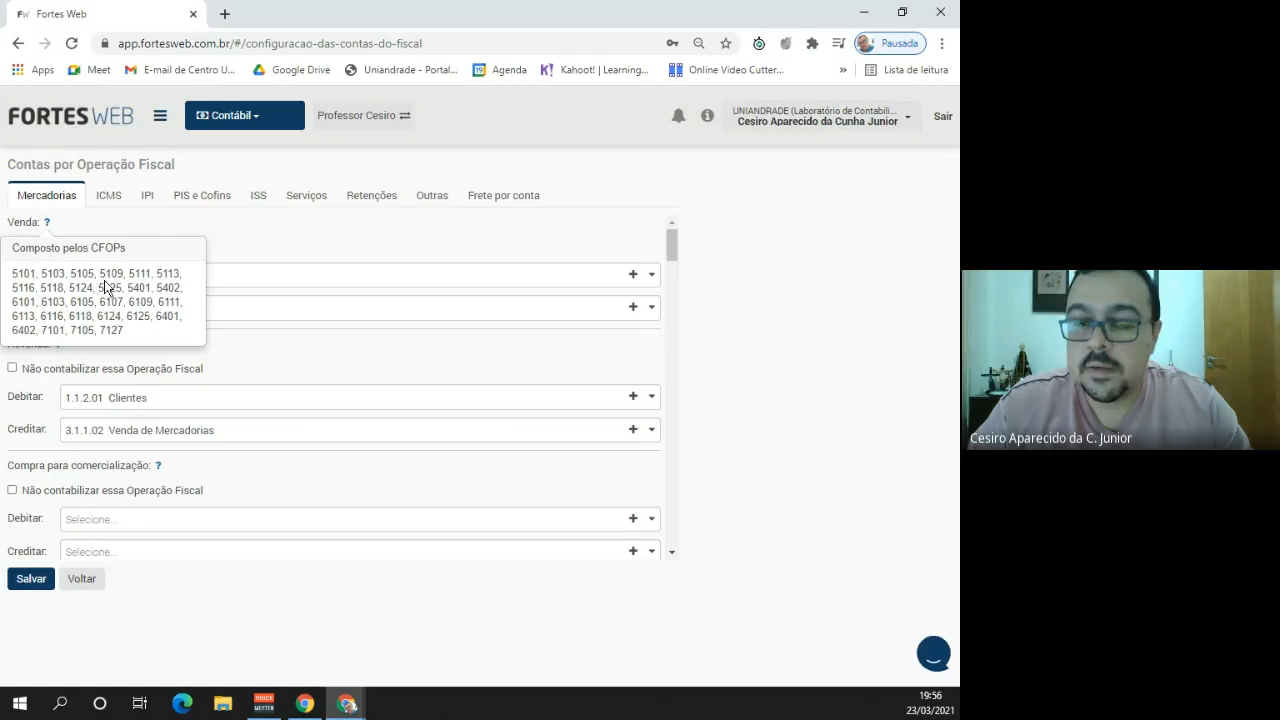 Fortes Web
app.fortesweb.com.br/#/configuracao-das-contas-do-fiscal
Pausada
Apps
Meet
E-mail de Centro U...
Google Drive
Uniandrade - Portal...
Agenda
Kahoot! | Learning...
Online Video Cutter...
»
Lista de leitura
FORTES WEB
Contábil
Professor Cesiro
UNIANDRADE (Laboratório de Contabili...
Cesiro Aparecido da Cunha Junior
Sair
Contas por Operação Fiscal
Mercadorias
ICMS
IPI
PIS e Cofins
ISS
Serviços
Retenções
Outras
Frete por conta
Venda: ?
Composto pelos CFOPs
5101, 5103, 5105, 5109, 5111, 5113,
5116, 5118, 5124, 5125, 5401, 5402,
6101, 6103, 6105, 6107, 6109, 6111,
6113, 6116, 6118, 6124, 6125, 6401,
6402, 7101, 7105, 7127
Não contabilizar essa Operação Fiscal
Debitar: 1.1.2.01 Clientes
Creditar: 3.1.1.02 Venda de Mercadorias
Compra para comercialização: ?
Não contabilizar essa Operação Fiscal
Debitar: Selecione...
Creditar: Selecione...
Salvar
Voltar
Cesiro Aparecido da C. Junior
19:56
23/03/2021